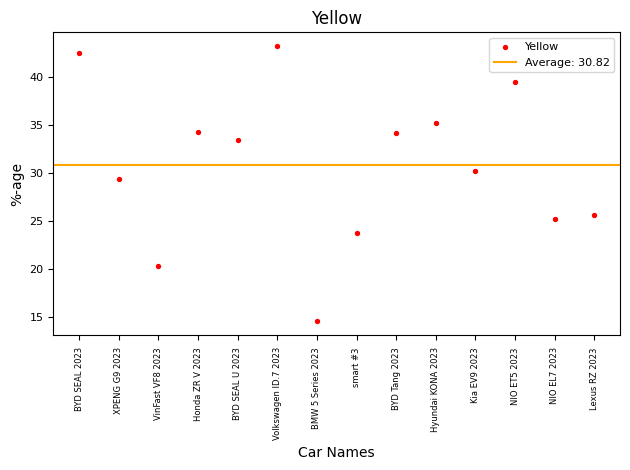 Yellow
Yellow
Average: 30.82
%-age
40
35
30
25
20
15
BYD SEAL 2023
XPENG G9 2023
VinFast VF8 2023
Honda ZR V 2023
BYD SEAL U 2023
Volkswagen ID.7 2023
BMW 5 Series 2023
smart #3
BYD Tang 2023
Hyundai KONA 2023
Kia EV9 2023
NIO ET5 2023
NIO EL7 2023
Lexus RZ 2023
Car Names